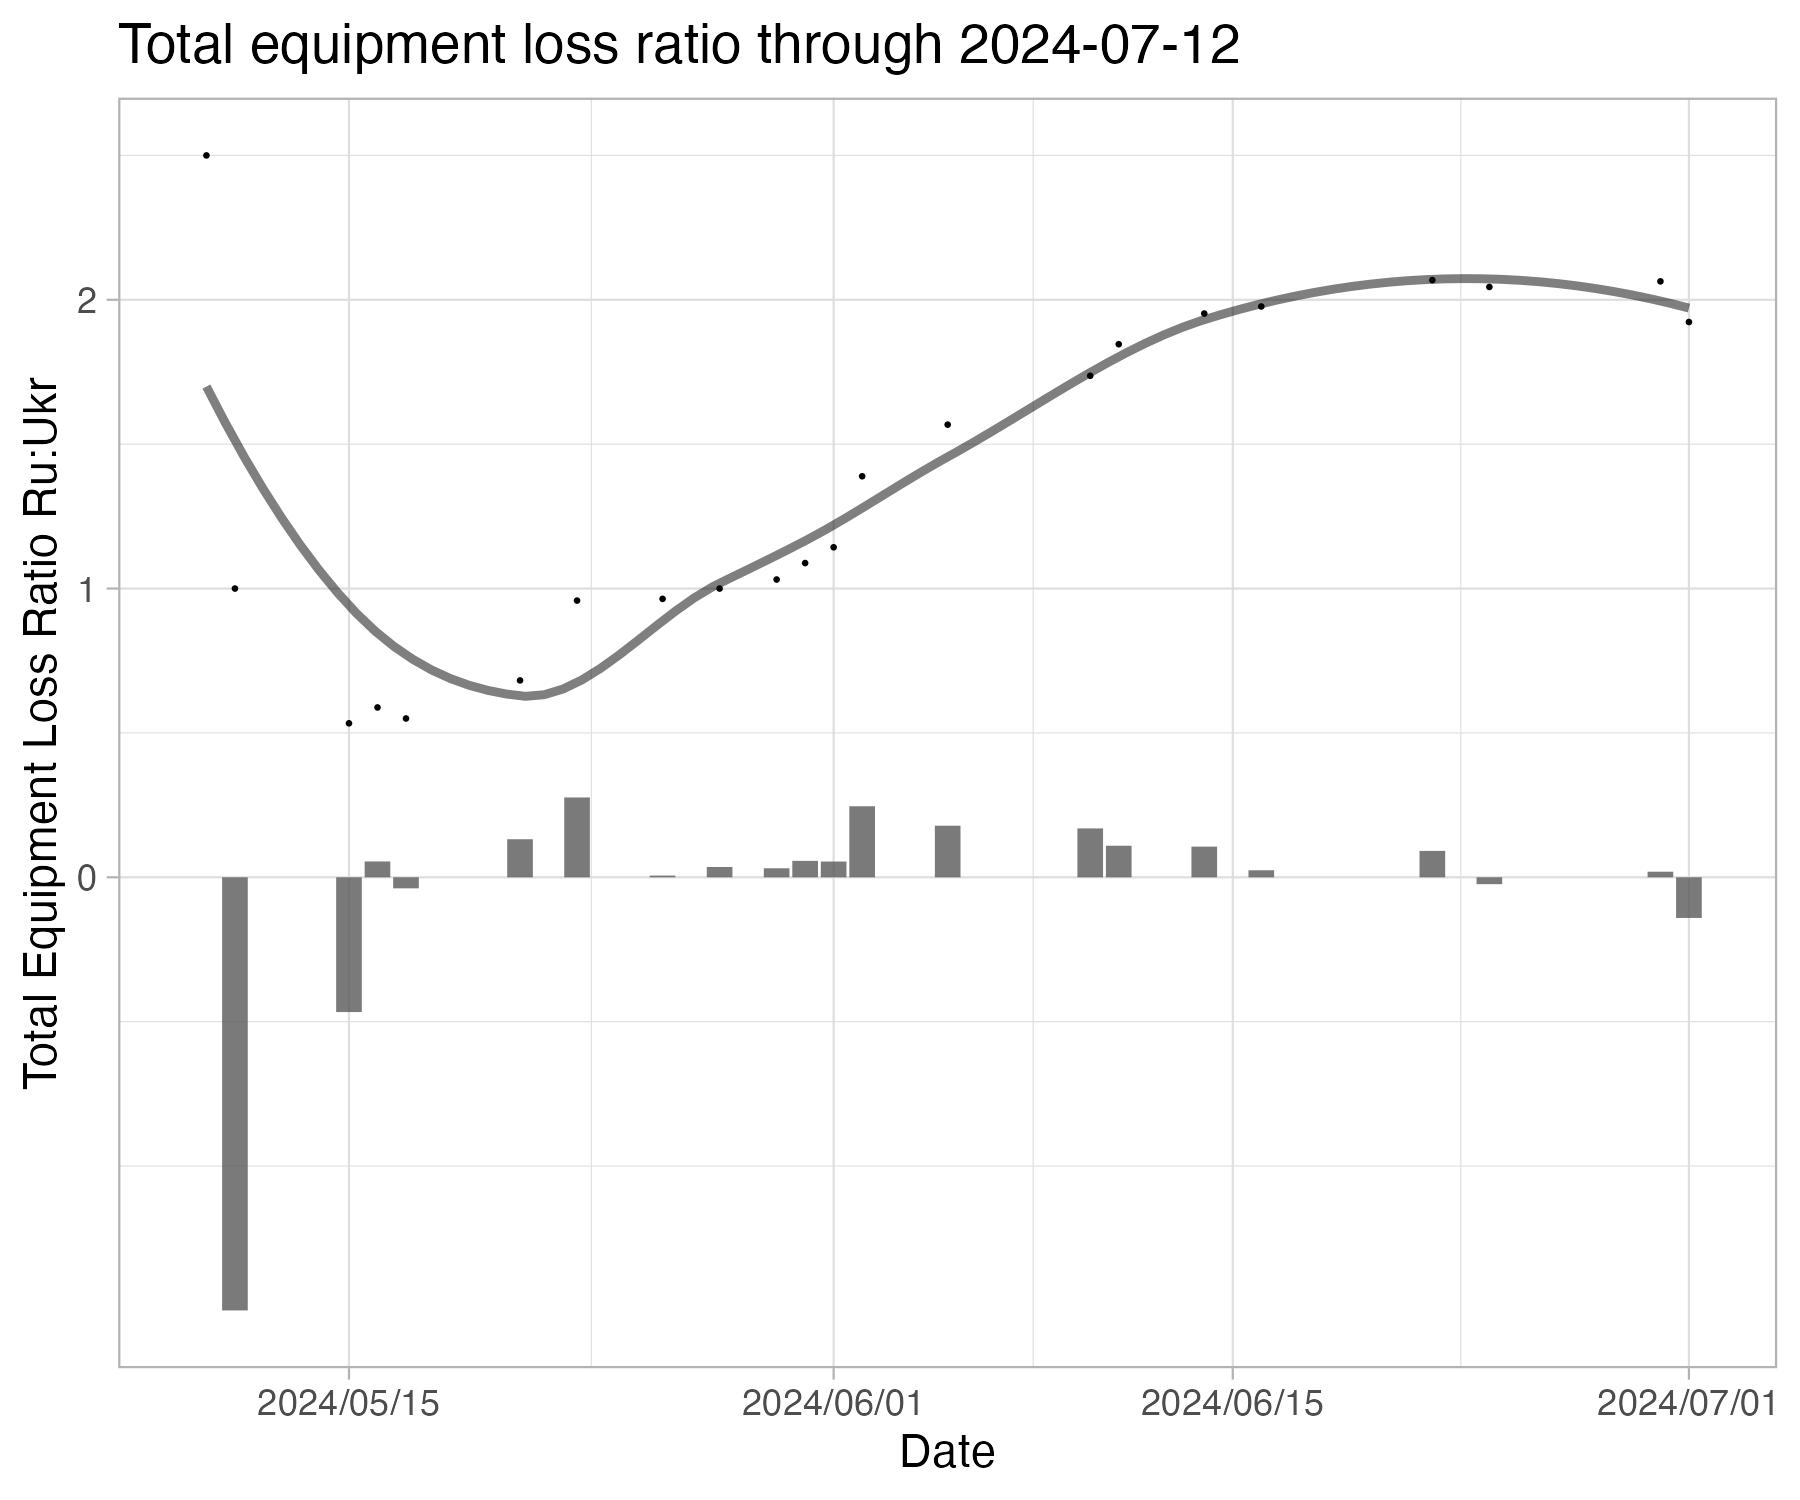 Total equipment loss ratio through 2024-07-12
Total Equipment Loss Ratio Ru:Ukr
2
1
0
2024/05/15
2024/06/01
2024/06/15
2024/07/01
Date